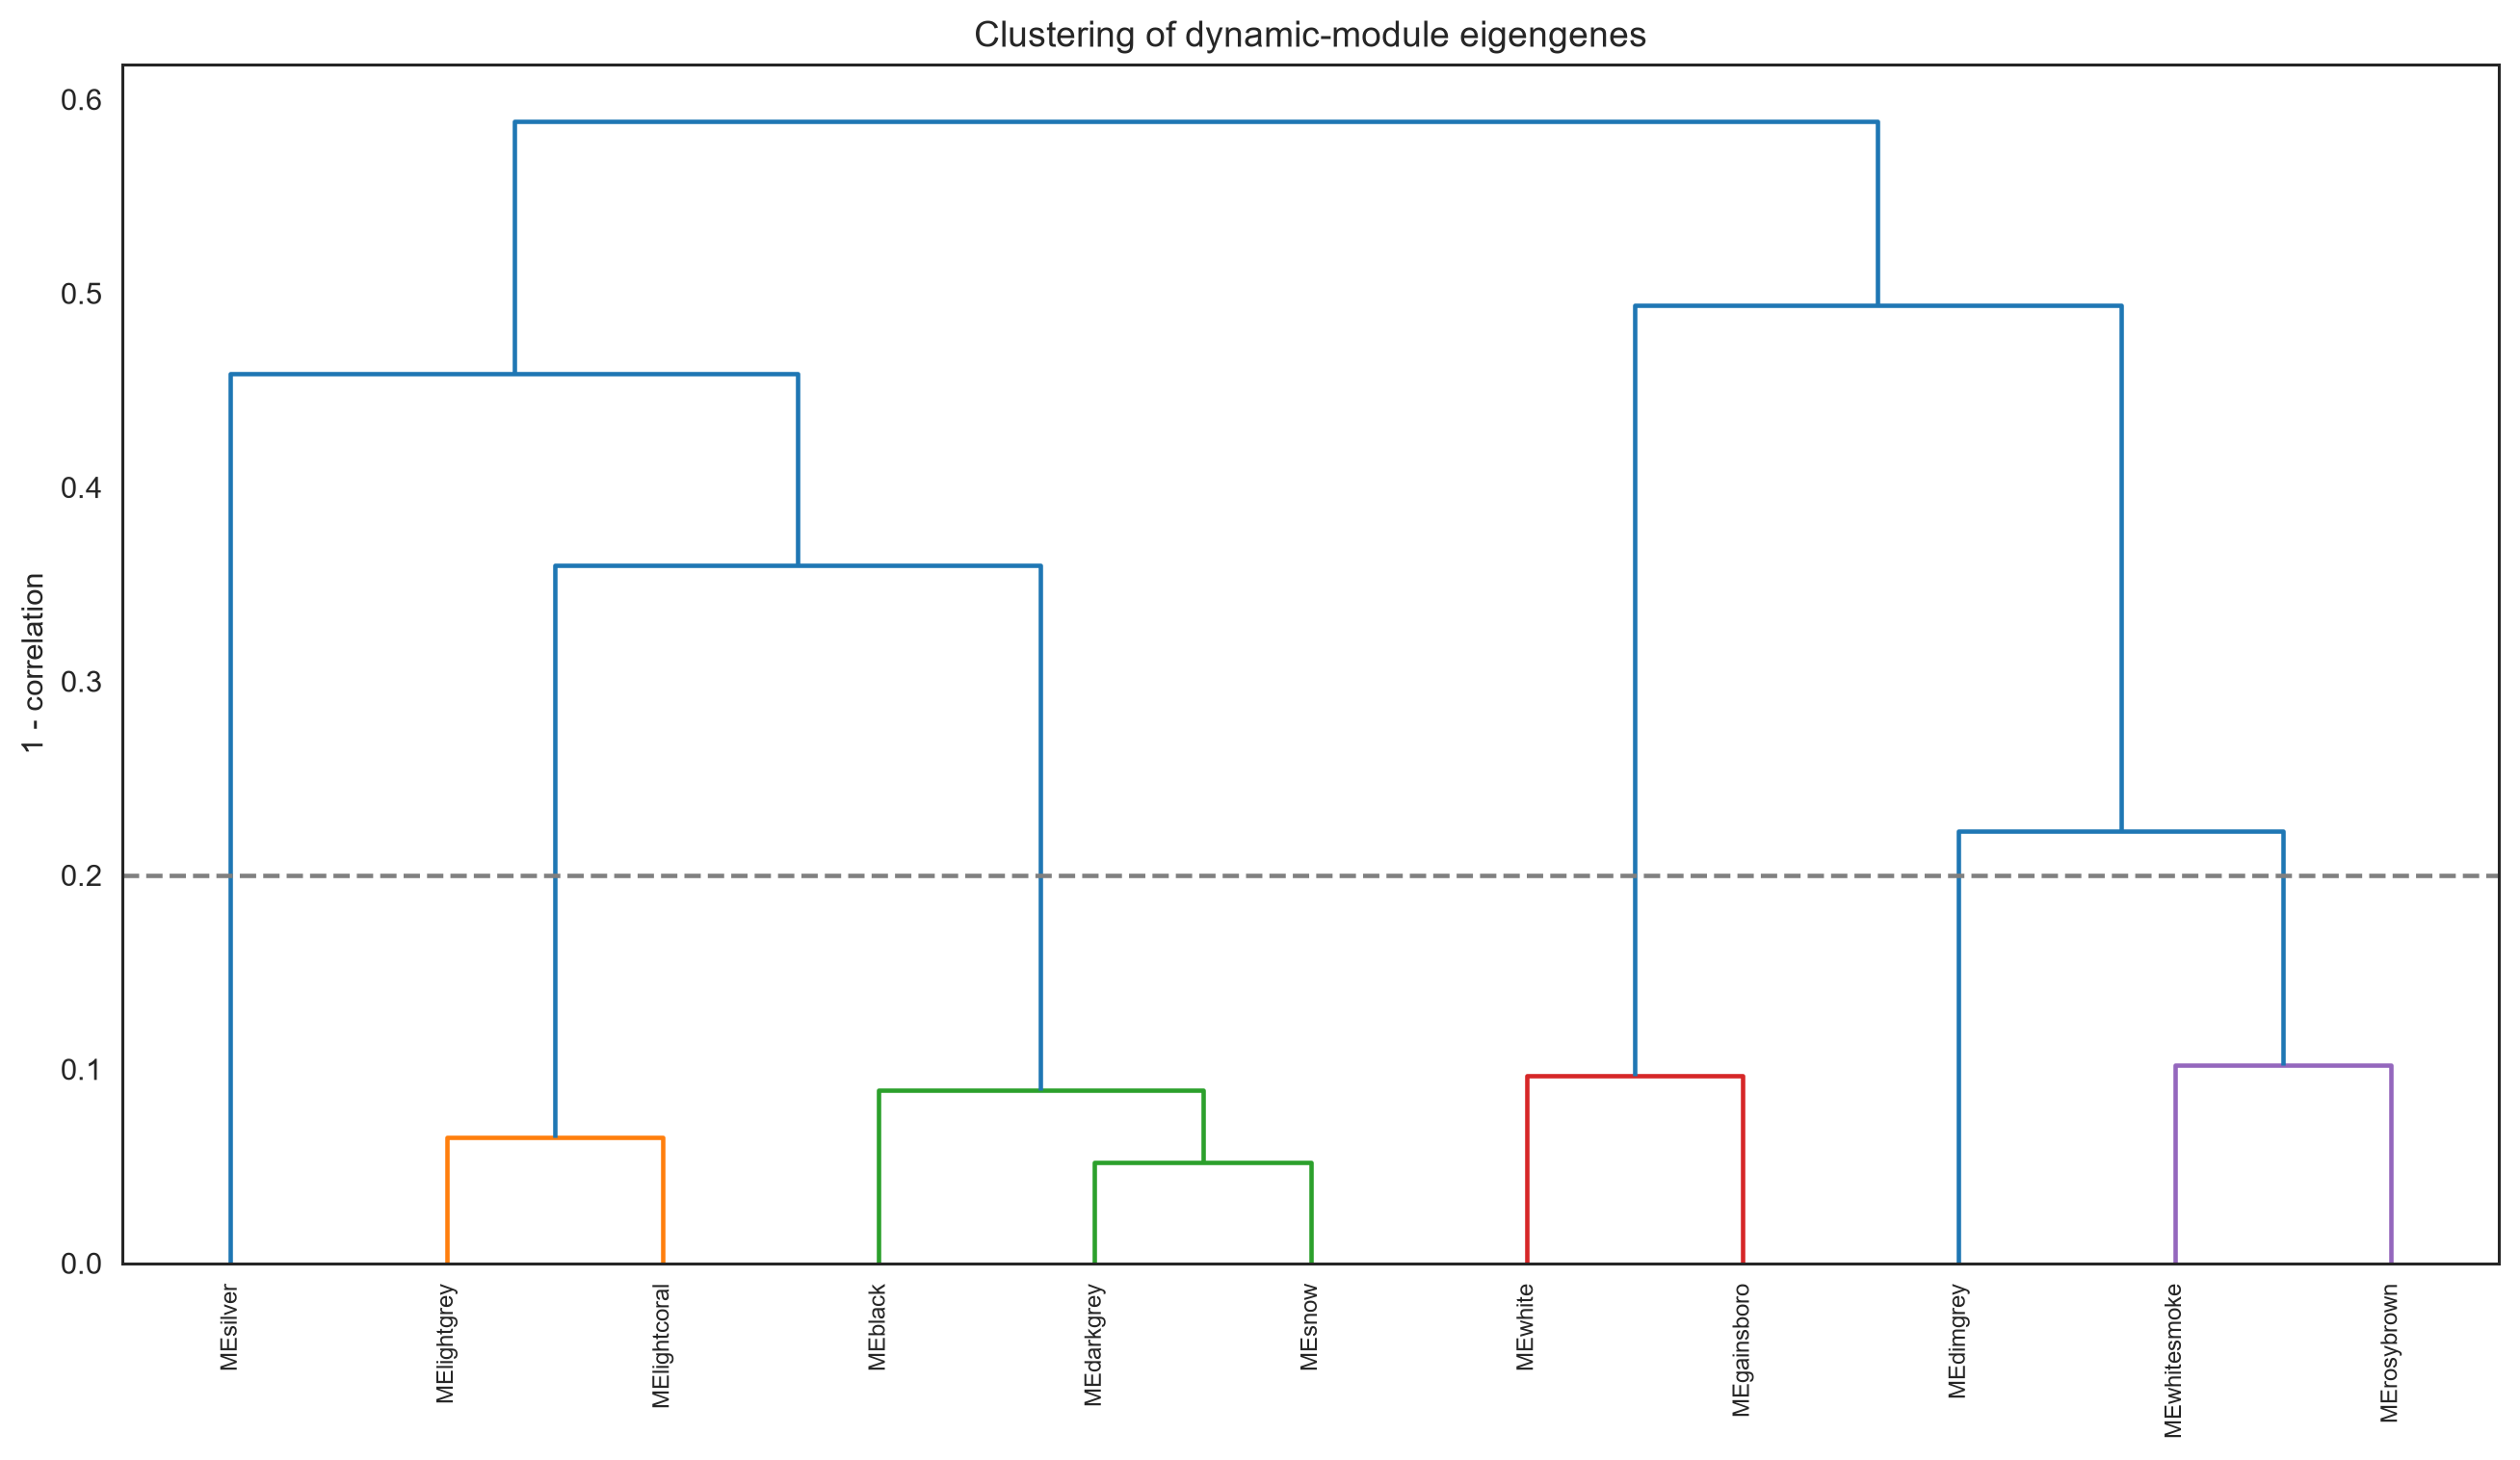 Clustering of dynamic-module eigengenes
0.6
0.5
0.4
0.3
0.2
0.1
0.0
1 - correlation
MEsilver
MElightgrey
MElightcoral
MEblack
MEdarkgrey
MEsnow
MEwhite
MEgainsboro
MEdimgrey
MEwhitesmoke
MErosybrown